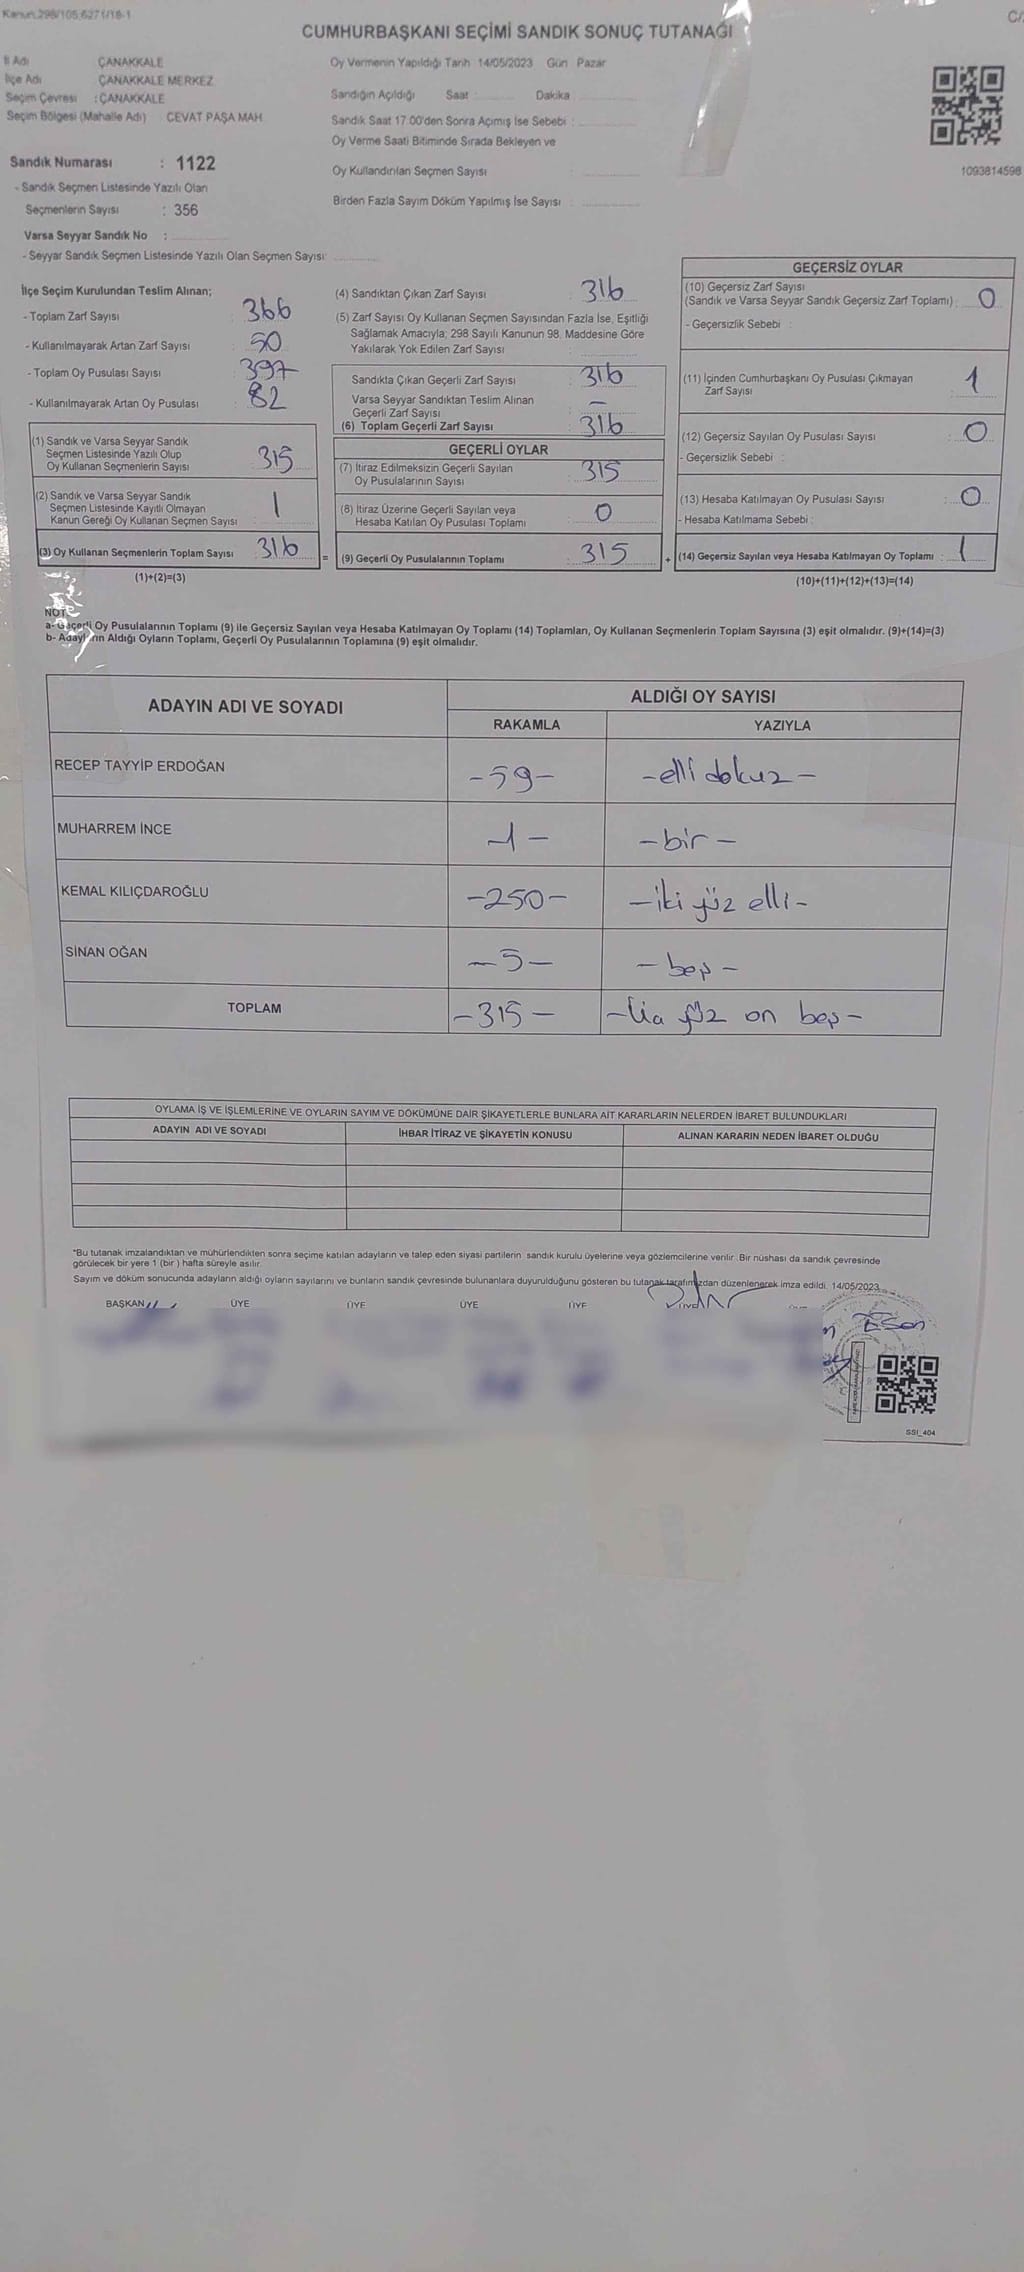 Kanun:298/105,6271/18-1
C/
CUMHURBAŞKANI SEÇİMİ SANDIK SONUÇ TUTANAĞI
İl Adı ÇANAKKALE
İlçe Adı ÇANAKKALE MERKEZ
Seçim Çevresi : ÇANAKKALE
Seçim Bölgesi (Mahalle Adı) CEVAT PAŞA MAH.
Sandık Numarası : 1122
- Sandık Seçmen Listesinde Yazılı Olan
Seçmenlerin Sayısı : 356
Varsa Seyyar Sandık No :
- Seyyar Sandık Seçmen Listesinde Yazılı Olan Seçmen Sayısı:
Oy Vermenin Yapıldığı Tarih 14/05/2023 Gün Pazar
Sandığın Açıldığı Saat : Dakika
Sandık Saat 17.00'den Sonra Açmış İse Sebebi :
Oy Verme Saati Bitiminde Sırada Bekleyen ve
Oy Kullandırılan Seçmen Sayısı :
Birden Fazla Sayım Döküm Yapılmış İse Sayısı :
1093814598
İlçe Seçim Kurulundan Teslim Alınan;
- Toplam Zarf Sayısı : 366
- Kullanılmayarak Artan Zarf Sayısı : 50
- Toplam Oy Pusulası Sayısı : 397
- Kullanılmayarak Artan Oy Pusulası : 82
(1) Sandık ve Varsa Seyyar Sandık
Seçmen Listesinde Yazılı Olup
Oy Kullanan Seçmenlerin Sayısı : 315
(2) Sandık ve Varsa Seyyar Sandık
Seçmen Listesinde Kayıtlı Olmayan
Kanun Gereği Oy Kullanan Seçmen Sayısı : 1
(3) Oy Kullanan Seçmenlerin Toplam Sayısı : 316
(1)+(2)=(3)
(4) Sandıktan Çıkan Zarf Sayısı : 316
(5) Zarf Sayısı Oy Kullanan Seçmen Sayısından Fazla İse, Eşitliği
Sağlamak Amacıyla; 298 Sayılı Kanunun 98. Maddesine Göre
Yakılarak Yok Edilen Zarf Sayısı :
Sandıkta Çıkan Geçerli Zarf Sayısı : 316
Varsa Seyyar Sandıktan Teslim Alınan
Geçerli Zarf Sayısı : –
(6) Toplam Geçerli Zarf Sayısı : 316
GEÇERLİ OYLAR
(7) İtiraz Edilmeksizin Geçerli Sayılan
Oy Pusulalarının Sayısı : 315
(8) İtiraz Üzerine Geçerli Sayılan veya
Hesaba Katılan Oy Pusulası Toplamı : 0
= (9) Geçerli Oy Pusulalarının Toplamı : 315
GEÇERSİZ OYLAR
(10) Geçersiz Zarf Sayısı
(Sandık ve Varsa Seyyar Sandık Geçersiz Zarf Toplamı) : 0
- Geçersizlik Sebebi :
(11) İçinden Cumhurbaşkanı Oy Pusulası Çıkmayan
Zarf Sayısı : 1
(12) Geçersiz Sayılan Oy Pusulası Sayısı : 0
- Geçersizlik Sebebi :
(13) Hesaba Katılmayan Oy Pusulası Sayısı : 0
- Hesaba Katılmama Sebebi :
+ (14) Geçersiz Sayılan veya Hesaba Katılmayan Oy Toplamı : 1
(10)+(11)+(12)+(13)=(14)
NOT
a- Geçerli Oy Pusulalarının Toplamı (9) ile Geçersiz Sayılan veya Hesaba Katılmayan Oy Toplamı (14) Toplamları, Oy Kullanan Seçmenlerin Toplam Sayısına (3) eşit olmalıdır. (9)+(14)=(3)
b- Adayların Aldığı Oyların Toplamı, Geçerli Oy Pusulalarının Toplamına (9) eşit olmalıdır.
ADAYIN ADI VE SOYADI
ALDIĞI OY SAYISI
RAKAMLA YAZIYLA
RECEP TAYYİP ERDOĞAN -59- -elli dokuz-
MUHARREM İNCE -1- -bir-
KEMAL KILIÇDAROĞLU -250- -iki yüz elli-
SİNAN OĞAN -5- -beş-
TOPLAM -315- yüz on beş-
OYLAMA İŞ VE İŞLEMLERİNE VE OYLARIN SAYIM VE DÖKÜMÜNE DAİR ŞİKAYETLERLE BUNLARA AİT KARARLARIN NELERDEN İBARET BULUNDUKLARI
ADAYIN ADI VE SOYADI İHBAR İTİRAZ VE ŞİKAYETİN KONUSU ALINAN KARARIN NEDEN İBARET OLDUĞU
*Bu tutanak imzalandıktan ve mühürlendikten sonra seçime katılan adayların ve talep eden siyasi partilerin sandık kurulu üyelerine veya gözlemcilerine verilir. Bir nüshası da sandık çevresinde
görülecek bir yere 1 (bir ) hafta süreyle asılır.
Sayım ve döküm sonucunda adayların aldığı oyların sayılarını ve bunların sandık çevresinde bulunanlara duyurulduğunu gösteren bu tutanak tarafımızdan düzenlenerek imza edildi. 14/05/2023
BAŞKAN ÜYE ÜYE ÜYE ÜYE ÜYE
Esen
SSI_404